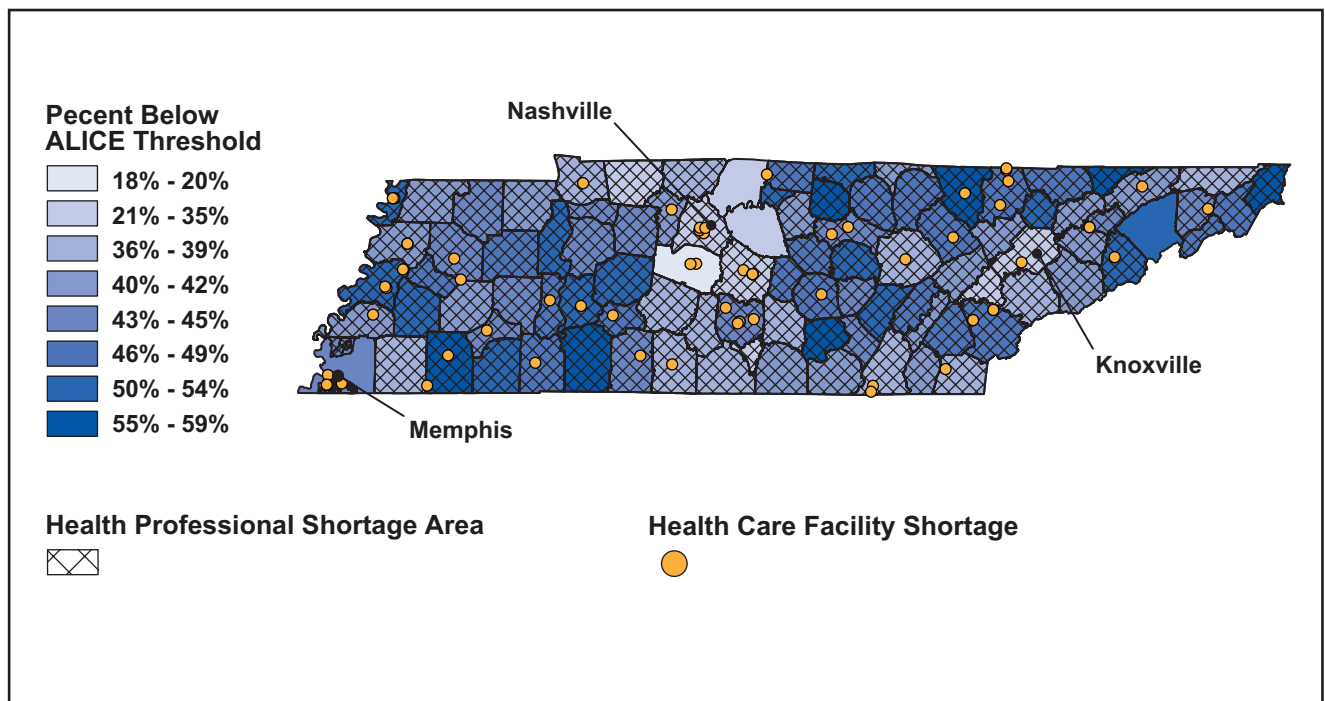 Nashville
Pecent Below
ALICE Threshold
18% - 20%
21% - 35%
36% - 39%
40% - 42%
43% - 45%
46% - 49%
50% - 54%
55% - 59%
Knoxville
Memphis
Health Professional Shortage Area
Health Care Facility Shortage